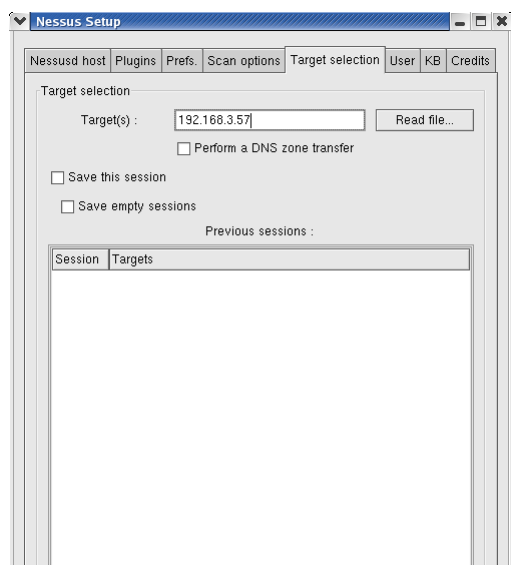 Nessus Setup
Nessusd host Plugins Prefs. Scan options Target selection User KB Credits
Target selection
Target(s) : 192.168.3.57 Read file...
Perform a DNS zone transfer
Save this session
Save empty sessions
Previous sessions :
Session Targets